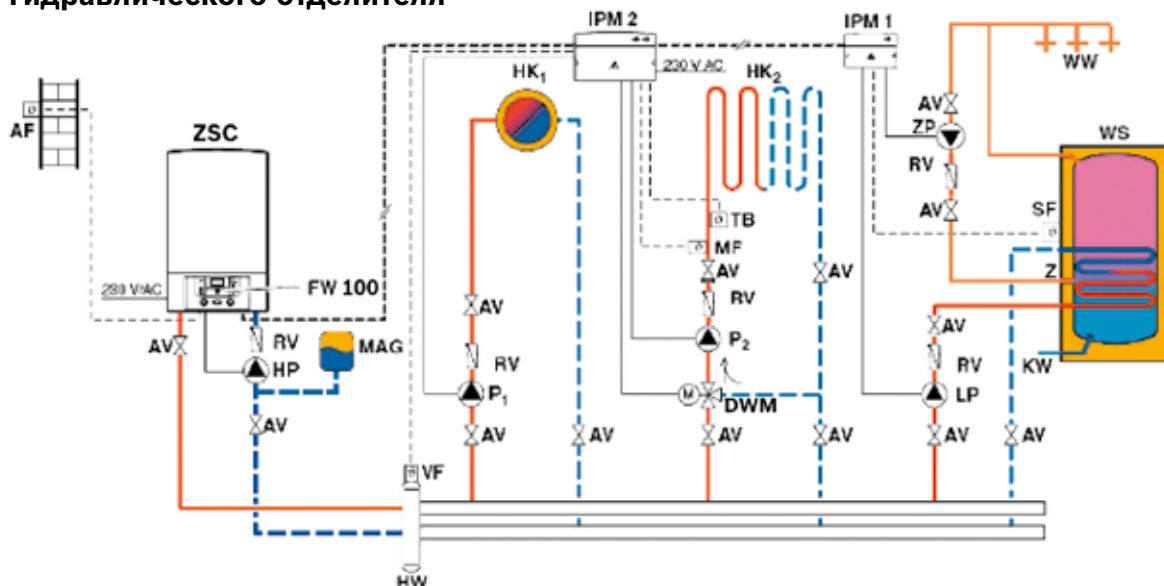 гидравлического отделителя
IPM 2
IPM 1
HK₁
230 V AC
HK₂
WW
AF
ZSC
AV
ZP
WS
RV
AV
SF
TB
MF
Z
230 V/AC
FW 100
AV
AV
AV
RV
AV
RV
MAG
RV
P₂
AV
RV
KW
HP
P₁
M
DWM
LP
AV
AV
AV
AV
AV
AV
AV
VF
HW